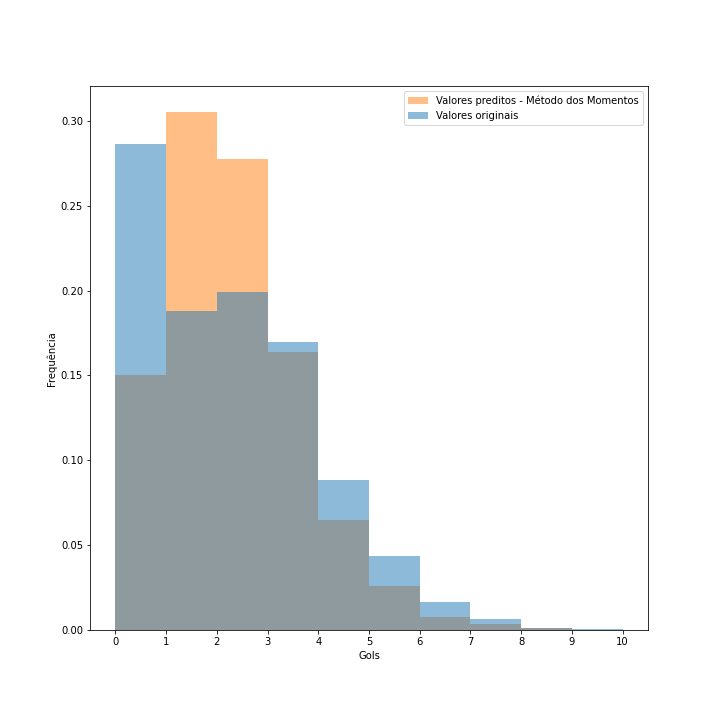 Valores preditos - Método dos Momentos
Valores originais
0.30
0.25
0.20
0.15
0.10
0.05
0.00
Frequência
0 1 2 3 4 5 6 7 8 9 10
Gols